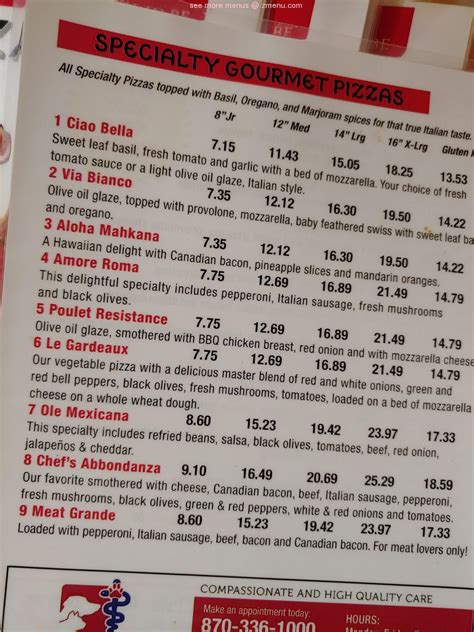 see more menus @ zmenu.com
SPECIALTY GOURMET PIZZAS
All Specialty Pizzas topped with Basil, Oregano, and Marjoram spices for that true Italian taste.
8"Jr 12" Med 14" Lrg 16" X-Lrg Gluten
1 Ciao Bella 7.15 11.43 15.05 18.25 13.53
Sweet leaf basil, fresh tomato and garlic with a bed of mozzarella. Your choice of fresh
tomato sauce or a light olive oil glaze, Italian style.
2 Via Bianco 7.35 12.12 16.30 19.50 14.22
Olive oil glaze, topped with provolone, mozzarella, baby feathered swiss with sweet leaf
and oregano.
3 Aloha Mahkana 7.35 12.12 16.30 19.50 14.22
A Hawaiian delight with Canadian bacon, pineapple slices and mandarin oranges.
4 Amore Roma 7.75 12.69 16.89 21.49 14.79
This delightful specialty includes pepperoni, Italian sausage, fresh mushrooms
and black olives.
5 Poulet Resistance 7.75 12.69 16.89 21.49 14.79
Olive oil glaze, smothered with BBQ chicken breast, red onion and with mozzarella cheese
6 Le Gardeaux 7.75 12.69 16.89 21.49 14.79
Our vegetable pizza with a delicious master blend of red and white onions, green and
red bell peppers, black olives, fresh mushrooms, tomatoes, loaded on a bed of mozzarella
cheese on a whole wheat dough.
7 Ole Mexicana 8.60 15.23 19.42 23.97 17.33
This specialty includes refried beans, salsa, black olives, tomatoes, beef, red onion,
jalapeños & cheddar.
8 Chef's Abbondanza 9.10 16.49 20.69 25.29 18.59
Our favorite smothered with cheese, Canadian bacon, beef, Italian sausage, pepperoni,
fresh mushrooms, black olives, green & red peppers, white & red onions and tomatoes.
9 Meat Grande 8.60 15.23 19.42 23.97 17.33
Loaded with pepperoni, Italian sausage, beef, bacon and Canadian bacon. For meat lovers only!
COMPASSIONATE AND HIGH QUALITY CARE
Make an appointment today:
870-336-1000
HOURS: